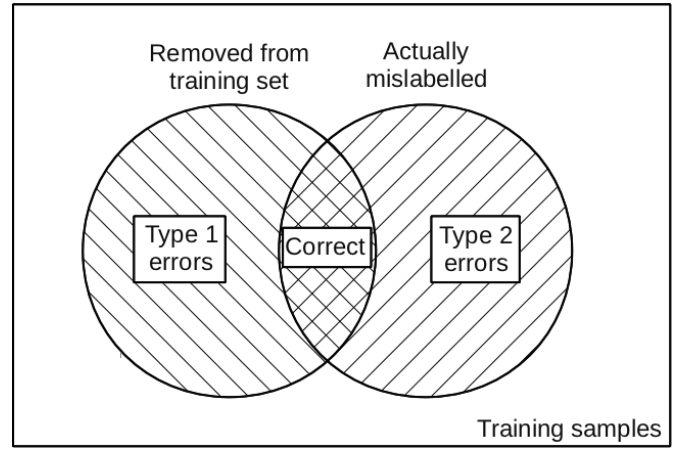 Removed from
training set
Actually
mislabelled
Type 1
errors
Correct
Type 2
errors
Training samples